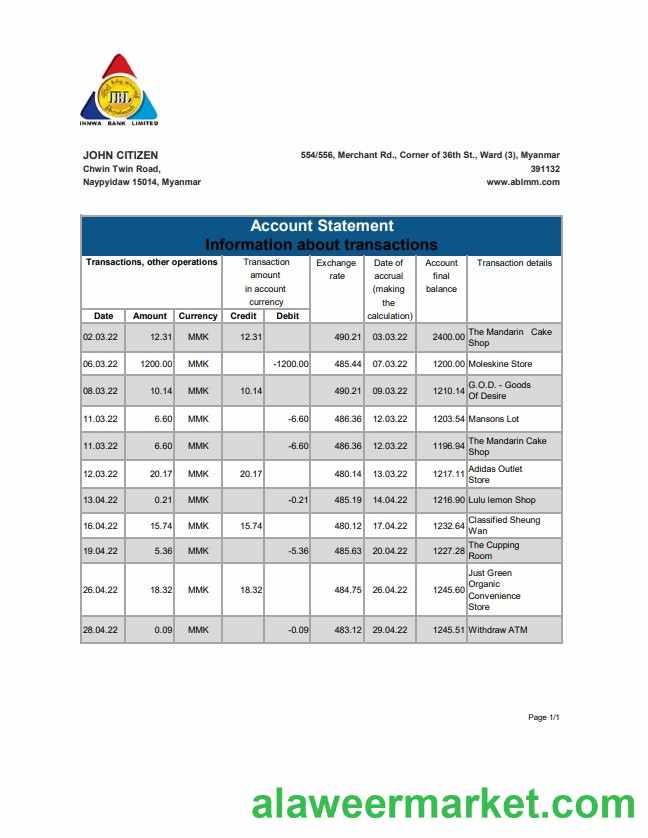 IBL
INNWA BANK LIMITED
JOHN CITIZEN
Chwin Twin Road,
Naypyidaw 15014, Myanmar
554/556, Merchant Rd., Corner of 36th St., Ward (3), Myanmar
391132
www.ablmm.com
Account Statement
Information about transactions
Transactions, other operations Transaction amount in account currency Exchange rate Date of accrual (making the calculation) Account final balance Transaction details
Date Amount Currency Credit Debit
02.03.22 12.31 MMK 12.31 490.21 03.03.22 2400.00 The Mandarin Cake Shop
06.03.22 1200.00 MMK -1200.00 485.44 07.03.22 1200.00 Moleskine Store
08.03.22 10.14 MMK 10.14 490.21 09.03.22 1210.14 G.O.D. - Goods Of Desire
11.03.22 6.60 MMK -6.60 486.36 12.03.22 1203.54 Mansons Lot
11.03.22 6.60 MMK -6.60 486.36 12.03.22 1196.94 The Mandarin Cake Shop
12.03.22 20.17 MMK 20.17 480.14 13.03.22 1217.11 Adidas Outlet Store
13.04.22 0.21 MMK -0.21 485.19 14.04.22 1216.90 Lulu lemon Shop
16.04.22 15.74 MMK 15.74 480.12 17.04.22 1232.64 Classified Sheung Wan
19.04.22 5.36 MMK -5.36 485.63 20.04.22 1227.28 The Cupping Room
26.04.22 18.32 MMK 18.32 484.75 26.04.22 1245.60 Just Green Organic Convenience Store
28.04.22 0.09 MMK -0.09 483.12 29.04.22 1245.51 Withdraw ATM
Page 1/1
alaweermarket.com